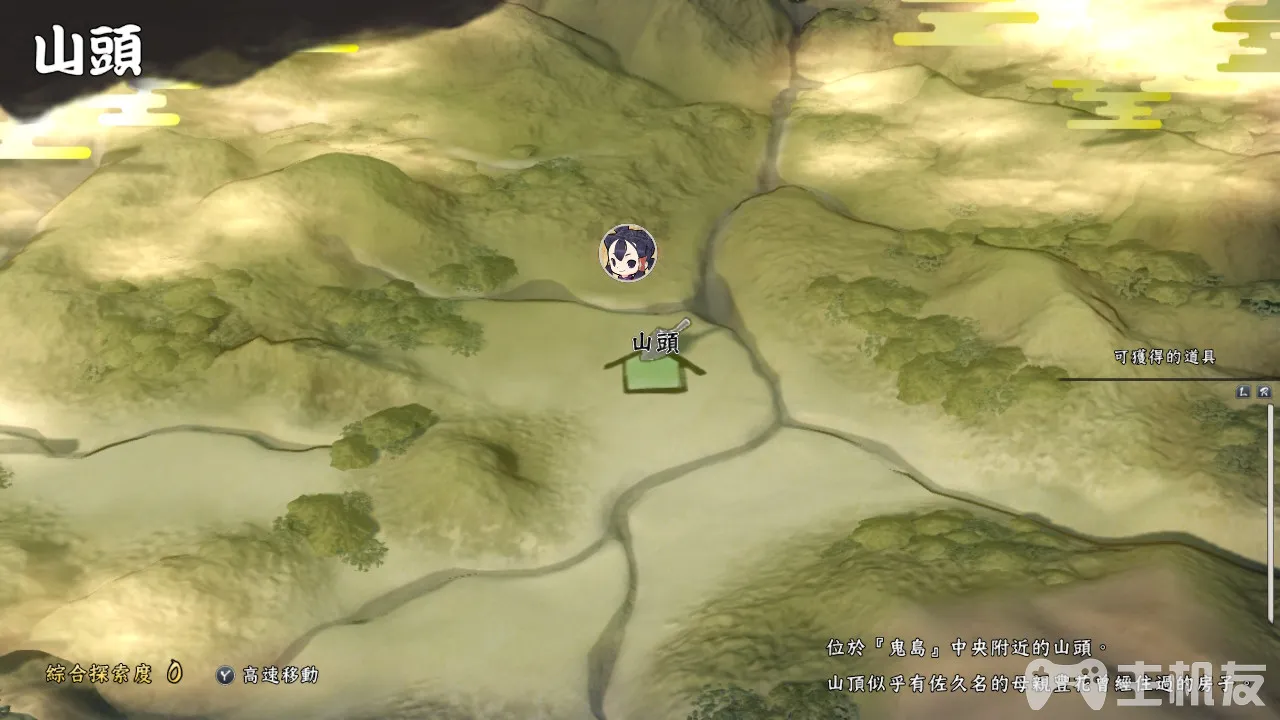 山頭
山頭
可獲得的道具
L R
綜合探索度 0
Y 高速移動
位於『鬼島』中央附近的山頭。
山頂似乎有佐久名的母親豐花曾經住過的房子。
主机友